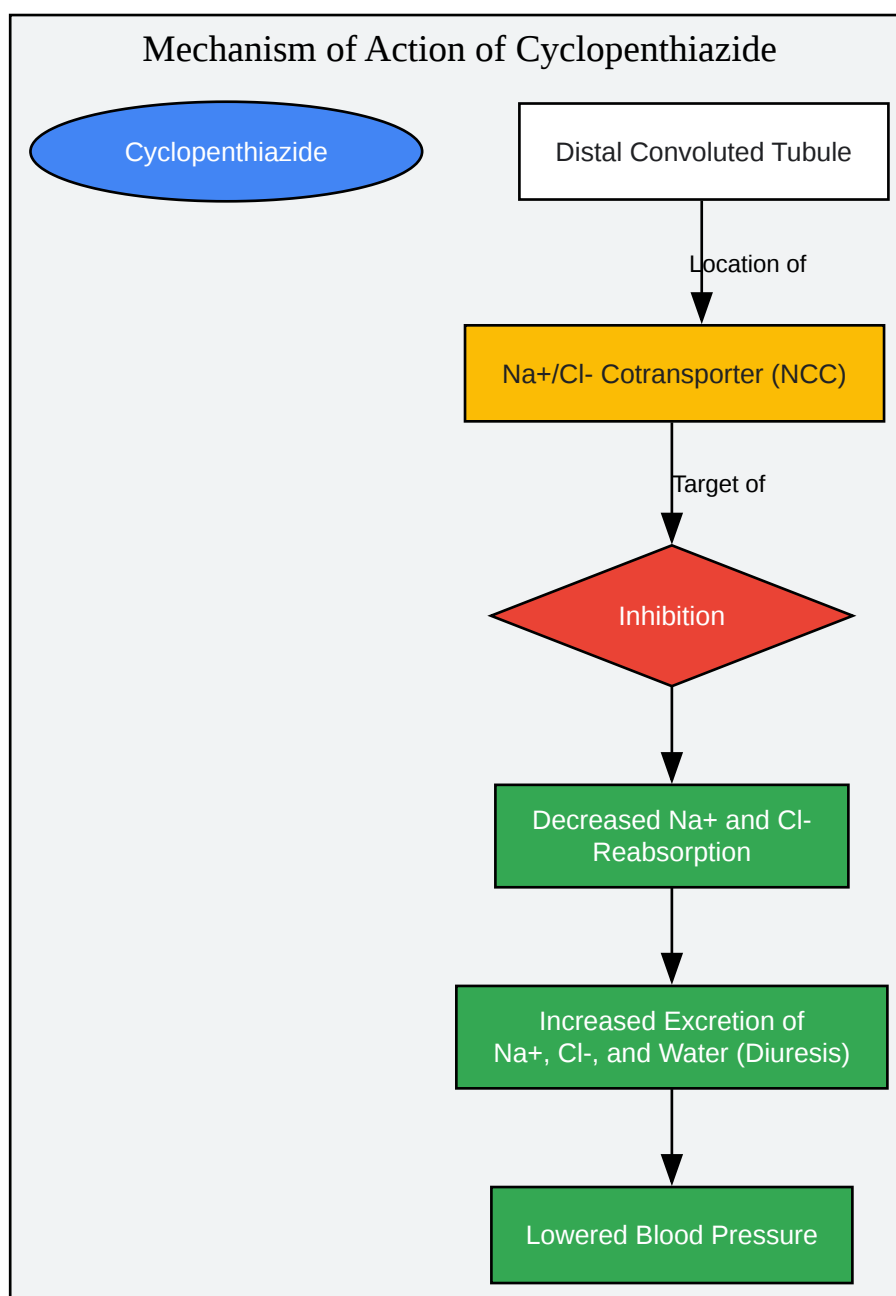 Mechanism of Action of Cyclopenthiazide
Cyclopenthiazide
Distal Convoluted Tubule
Location of
Na+/Cl- Cotransporter (NCC)
Target of
Inhibition
Decreased Na+ and Cl-
Reabsorption
Increased Excretion of
Na+, Cl-, and Water (Diuresis)
Lowered Blood Pressure